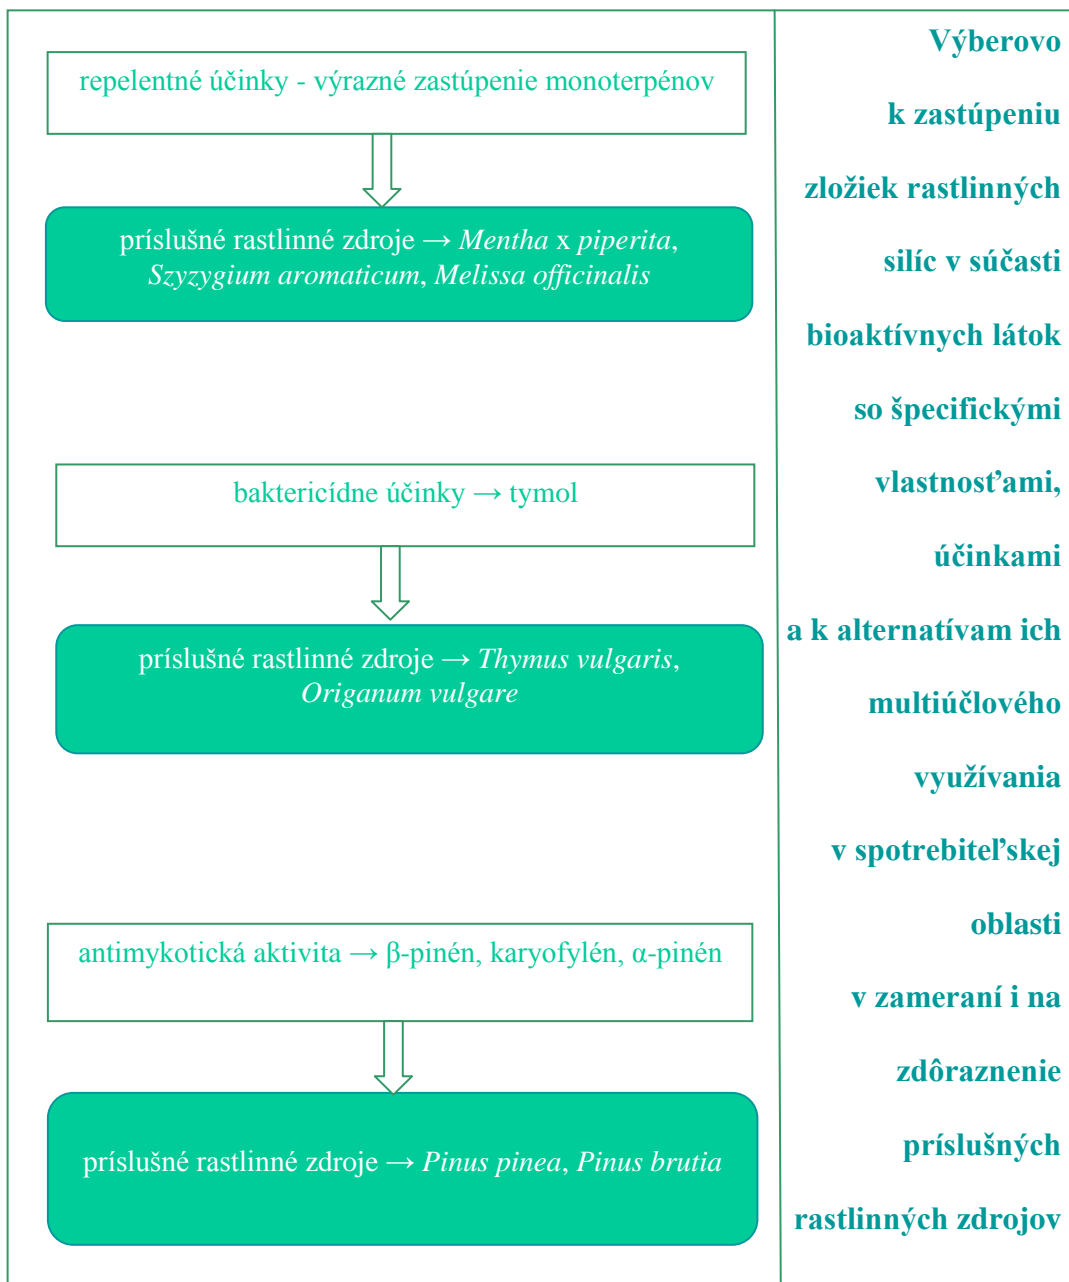 repelentné účinky - výrazné zastúpenie monoterpénov
príslušné rastlinné zdroje → Mentha x piperita,
Szyzygium aromaticum, Melissa officinalis
baktericídne účinky → tymol
príslušné rastlinné zdroje → Thymus vulgaris,
Origanum vulgare
antimykotická aktivita → β-pinén, karyofylén, α-pinén
príslušné rastlinné zdroje → Pinus pinea, Pinus brutia
Výberovo
k zastúpeniu
zložiek rastlinných
silíc v súčasti
bioaktívnych látok
so špecifickými
vlastnosťami,
účinkami
a k alternatívam ich
multiúčlového
využívania
v spotrebiteľskej
oblasti
v zameraní i na
zdôraznenie
príslušných
rastlinných zdrojov